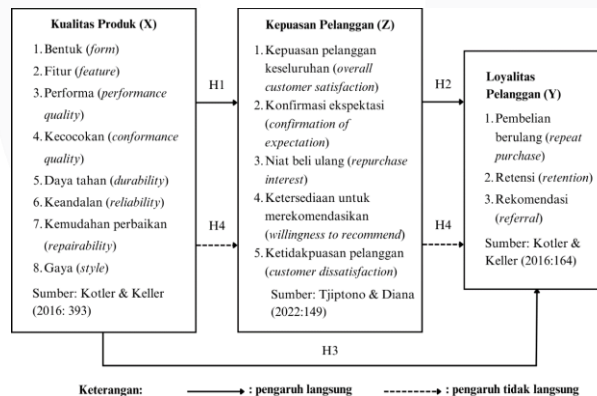 Kualitas Produk (X)
1. Bentuk (form)
2. Fitur (feature)
3. Performa (performance
quality)
4. Kecocokan (conformance
quality)
5. Daya tahan (durability)
6. Keandalan (reliability)
7. Kemudahan perbaikan
(repairability)
8. Gaya (style)
Sumber: Kotler & Keller
(2016: 393)
H1
H4
Kepuasan Pelanggan (Z)
1. Kepuasan pelanggan
keseluruhan (overall
customer satisfaction)
2. Konfirmasi ekspektasi
(confirmation of
expectation)
3. Niat beli ulang (repurchase
interest)
4. Ketersediaan untuk
merekomendasikan
(willingness to recommend)
5. Ketidakpuasan pelanggan
(customer dissatisfaction)
Sumber: Tjiptono & Diana
(2022:149)
H2
H4
Loyalitas
Pelanggan (Y)
1. Pembelian
berulang (repeat
purchase)
2. Retensi (retention)
3. Rekomendasi
(referral)
Sumber: Kotler &
Keller (2016:164)
H3
Keterangan: : pengaruh langsung : pengaruh tidak langsung